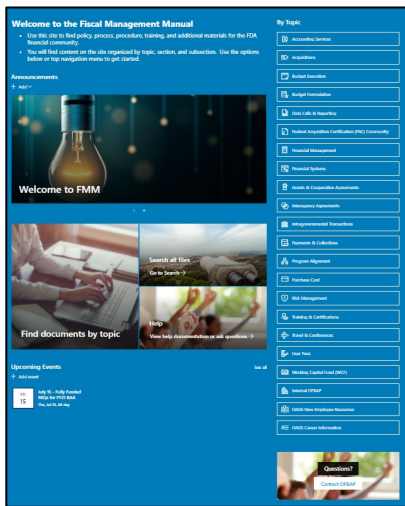 Welcome to the Fiscal Management Manual
• Use this site to find policy, process, procedure, training, and additional materials for the FDA
financial community.
• You will find content on the site organized by topic, section, and subsection. Use the options
below or top navigation menu to get started.
Announcements
+ Add
Welcome to FMM
Find documents by topic
Search all files
Go to Search →
Help
View help documentation or ask questions →
Upcoming Events
See all
+ Add event
JUL
15
July 15 - Fully Funded
REQs for FY21 RAA
Thu, Jul 15, All day
By Topic
Accounting Services
Acquisitions
Budget Execution
Budget Formulation
Data Calls & Reporting
Federal Acquisition Certification (FAC) Community
Financial Management
Financial Systems
Grants & Cooperative Agreements
Interagency Agreements
Intragovernmental Transactions
Payments & Collections
Program Alignment
Purchase Card
Risk Management
Training & Certifications
Travel & Conferences
User Fees
Working Capital Fund (WCF)
Internal OFBAP
OAGS New Employee Resources
OAGS Career Information
Questions?
Contact OFBAP